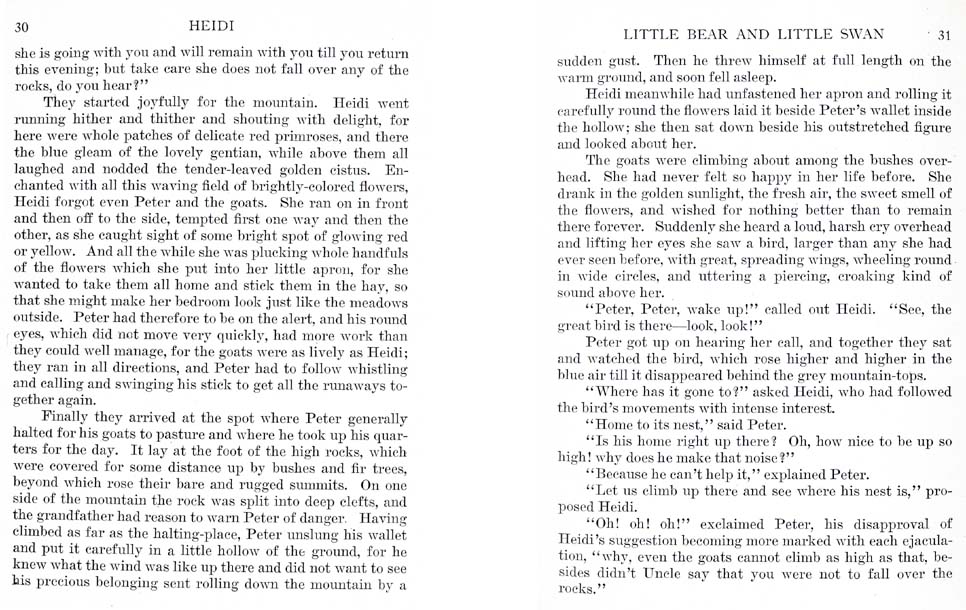 30 HEIDI
she is going with you and will remain with you till you return
this evening; but take care she does not fall over any of the
rocks, do you hear?”
They started joyfully for the mountain. Heidi went
running hither and thither and shouting with delight, for
here were whole patches of delicate red primroses, and there
the blue gleam of the lovely gentian, while above them all
laughed and nodded the tender-leaved golden cistus. En-
chanted with all this waving field of brightly-colored flowers,
Heidi forgot even Peter and the goats. She ran on in front
and then off to the side, tempted first one way and then the
other, as she caught sight of some bright spot of glowing red
or yellow. And all the while she was plucking whole handfuls
of the flowers which she put into her little apron, for she
wanted to take them all home and stick them in the hay, so
that she might make her bedroom look just like the meadows
outside. Peter had therefore to be on the alert, and his round
eyes, which did not move very quickly, had more work than
they could well manage, for the goats were as lively as Heidi;
they ran in all directions, and Peter had to follow whistling
and calling and swinging his stick to get all the runaways to-
gether again.
Finally they arrived at the spot where Peter generally
halted for his goats to pasture and where he took up his quar-
ters for the day. It lay at the foot of the high rocks, which
were covered for some distance up by bushes and fir trees,
beyond which rose their bare and rugged summits. On one
side of the mountain the rock was split into deep clefts, and
the grandfather had reason to warn Peter of danger. Having
climbed as far as the halting-place, Peter unslung his wallet
and put it carefully in a little hollow of the ground, for he
knew what the wind was like up there and did not want to see
his precious belonging sent rolling down the mountain by a
LITTLE BEAR AND LITTLE SWAN 31
sudden gust. Then he threw himself at full length on the
warm ground, and soon fell asleep.
Heidi meanwhile had unfastened her apron and rolling it
carefully round the flowers laid it beside Peter’s wallet inside
the hollow; she then sat down beside his outstretched figure
and looked about her.
The goats were climbing about among the bushes over-
head. She had never felt so happy in her life before. She
drank in the golden sunlight, the fresh air, the sweet smell of
the flowers, and wished for nothing better than to remain
there forever. Suddenly she heard a loud, harsh cry overhead
and lifting her eyes she saw a bird, larger than any she had
ever seen before, with great, spreading wings, wheeling round
in wide circles, and uttering a piercing, croaking kind of
sound above her.
“Peter, Peter, wake up!” called out Heidi. “See, the
great bird is there—look, look!”
Peter got up on hearing her call, and together they sat
and watched the bird, which rose higher and higher in the
blue air till it disappeared behind the grey mountain-tops.
“Where has it gone to?” asked Heidi, who had followed
the bird’s movements with intense interest.
“Home to its nest,” said Peter.
“Is his home right up there? Oh, how nice to be up so
high! why does he make that noise?”
“Because he can’t help it,” explained Peter.
“Let us climb up there and see where his nest is,” pro-
posed Heidi.
“Oh! oh! oh!” exclaimed Peter, his disapproval of
Heidi’s suggestion becoming more marked with each ejacula-
tion, “why, even the goats cannot climb as high as that, be-
sides didn’t Uncle say that you were not to fall over the
rocks.”